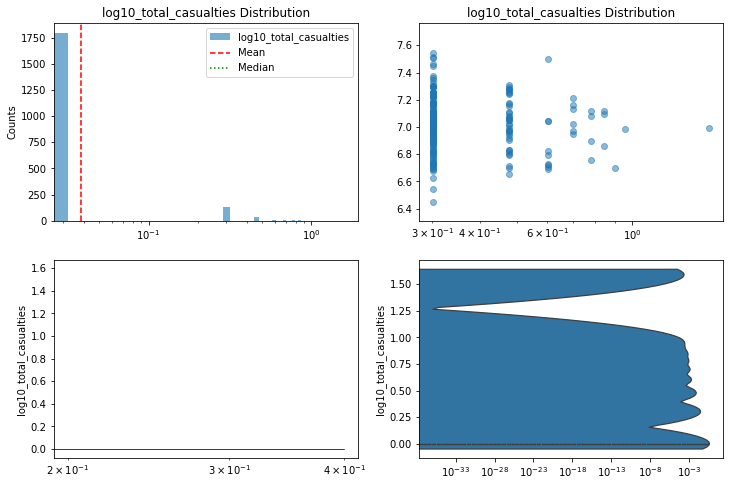 log10_total_casualties Distribution
Counts
1750
1500
1250
1000
750
500
250
0
10⁻¹
10⁰
log10_total_casualties
Mean
Median
log10_total_casualties Distribution
7.6
7.4
7.2
7.0
6.8
6.6
6.4
3 × 10⁻¹
4 × 10⁻¹
6 × 10⁻¹
10⁰
log10_total_casualties
1.6
1.4
1.2
1.0
0.8
0.6
0.4
0.2
0.0
2 × 10⁻¹
3 × 10⁻¹
4 × 10⁻¹
log10_total_casualties
1.50
1.25
1.00
0.75
0.50
0.25
0.00
10⁻³³
10⁻²⁸
10⁻²³
10⁻¹⁸
10⁻¹³
10⁻⁸
10⁻³